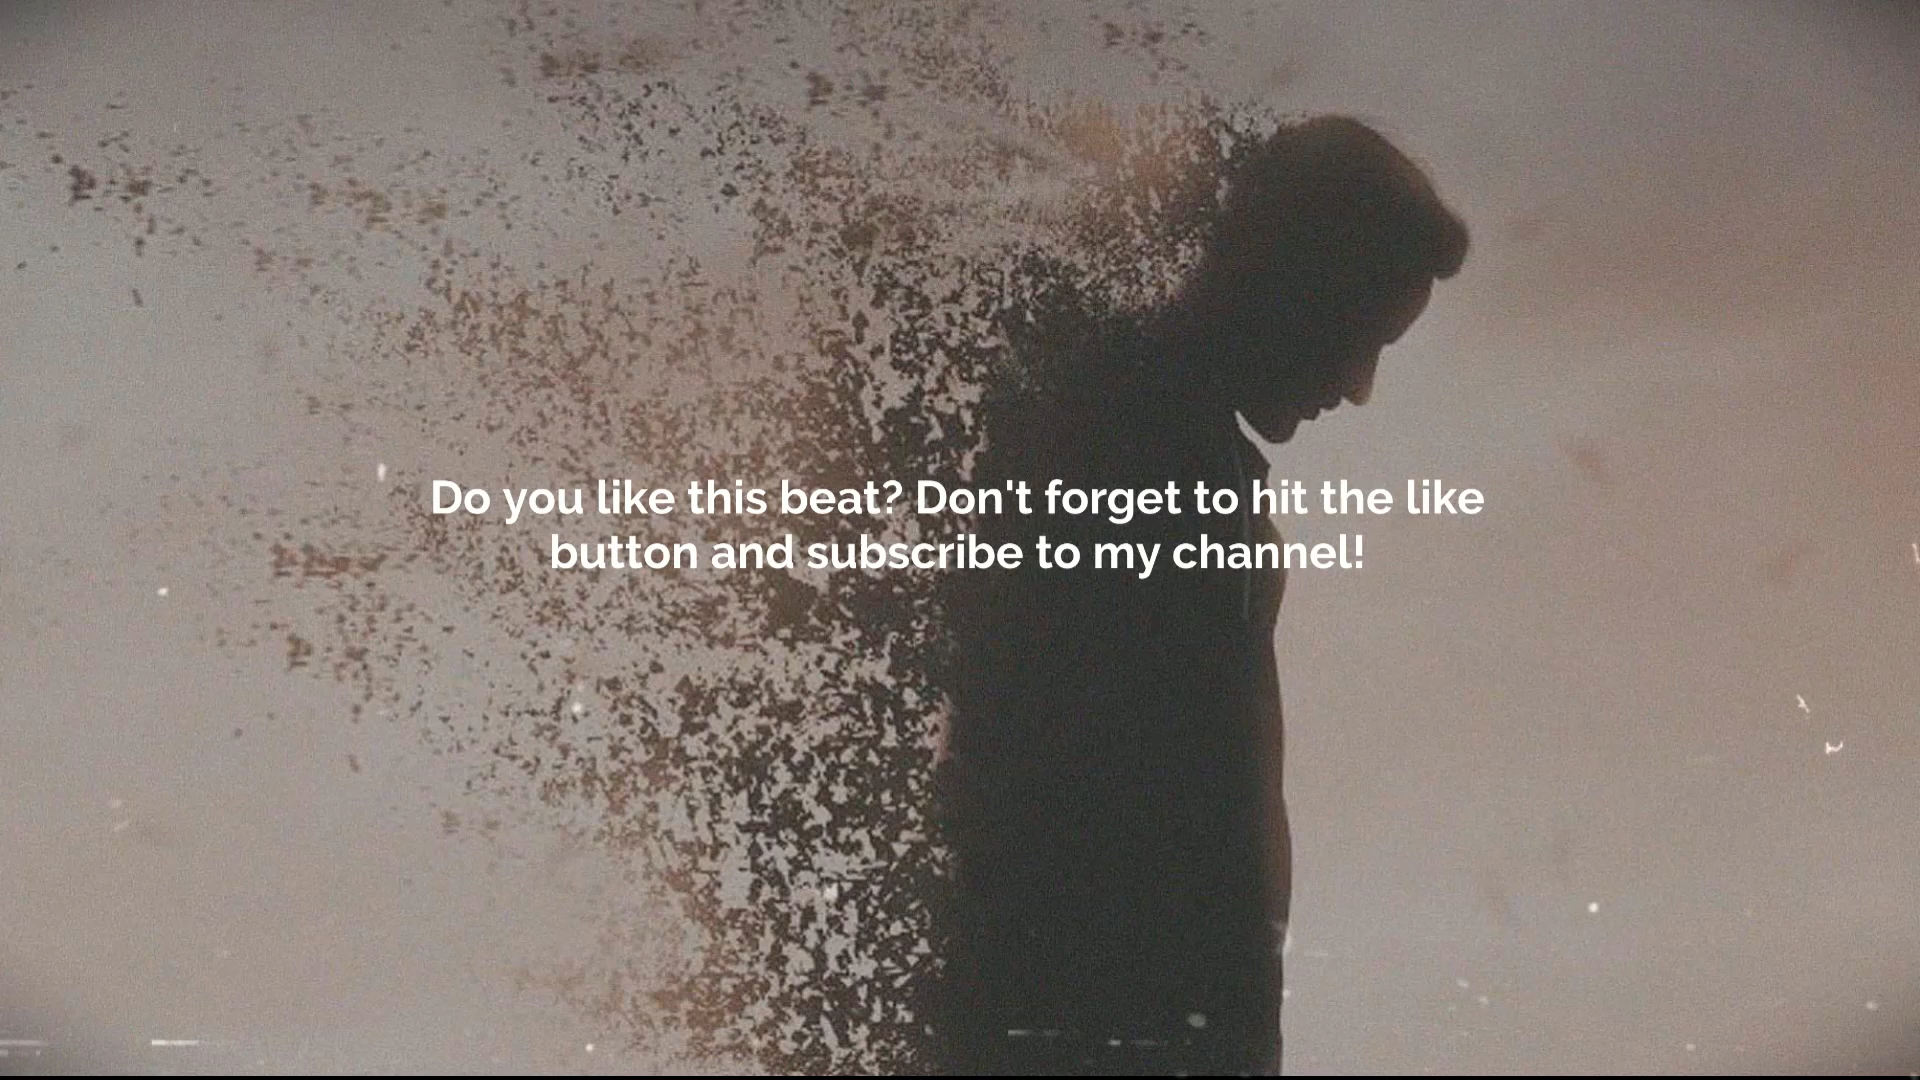 Do you like this beat? Don't forget to hit the like
button and subscribe to my channel!